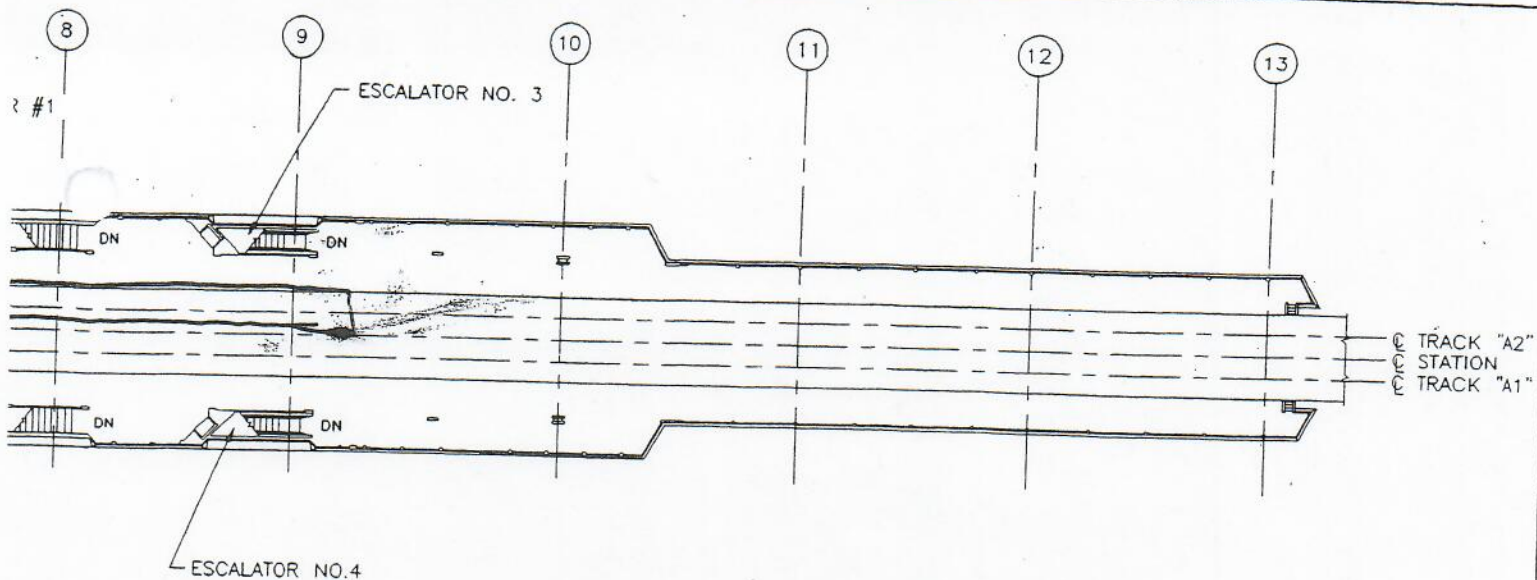 8
9
10
11
12
13
#1
ESCALATOR NO. 3
DN
DN
℄ TRACK "A2"
℄ STATION
℄ TRACK "A1"
DN
DN
ESCALATOR NO.4